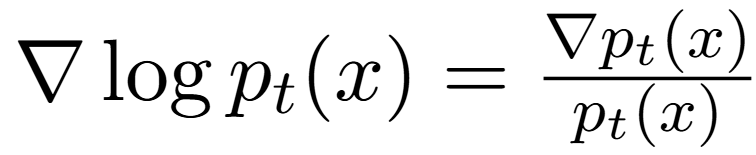 ∇ log pₜ(x) = ∇pₜ(x) / pₜ(x)